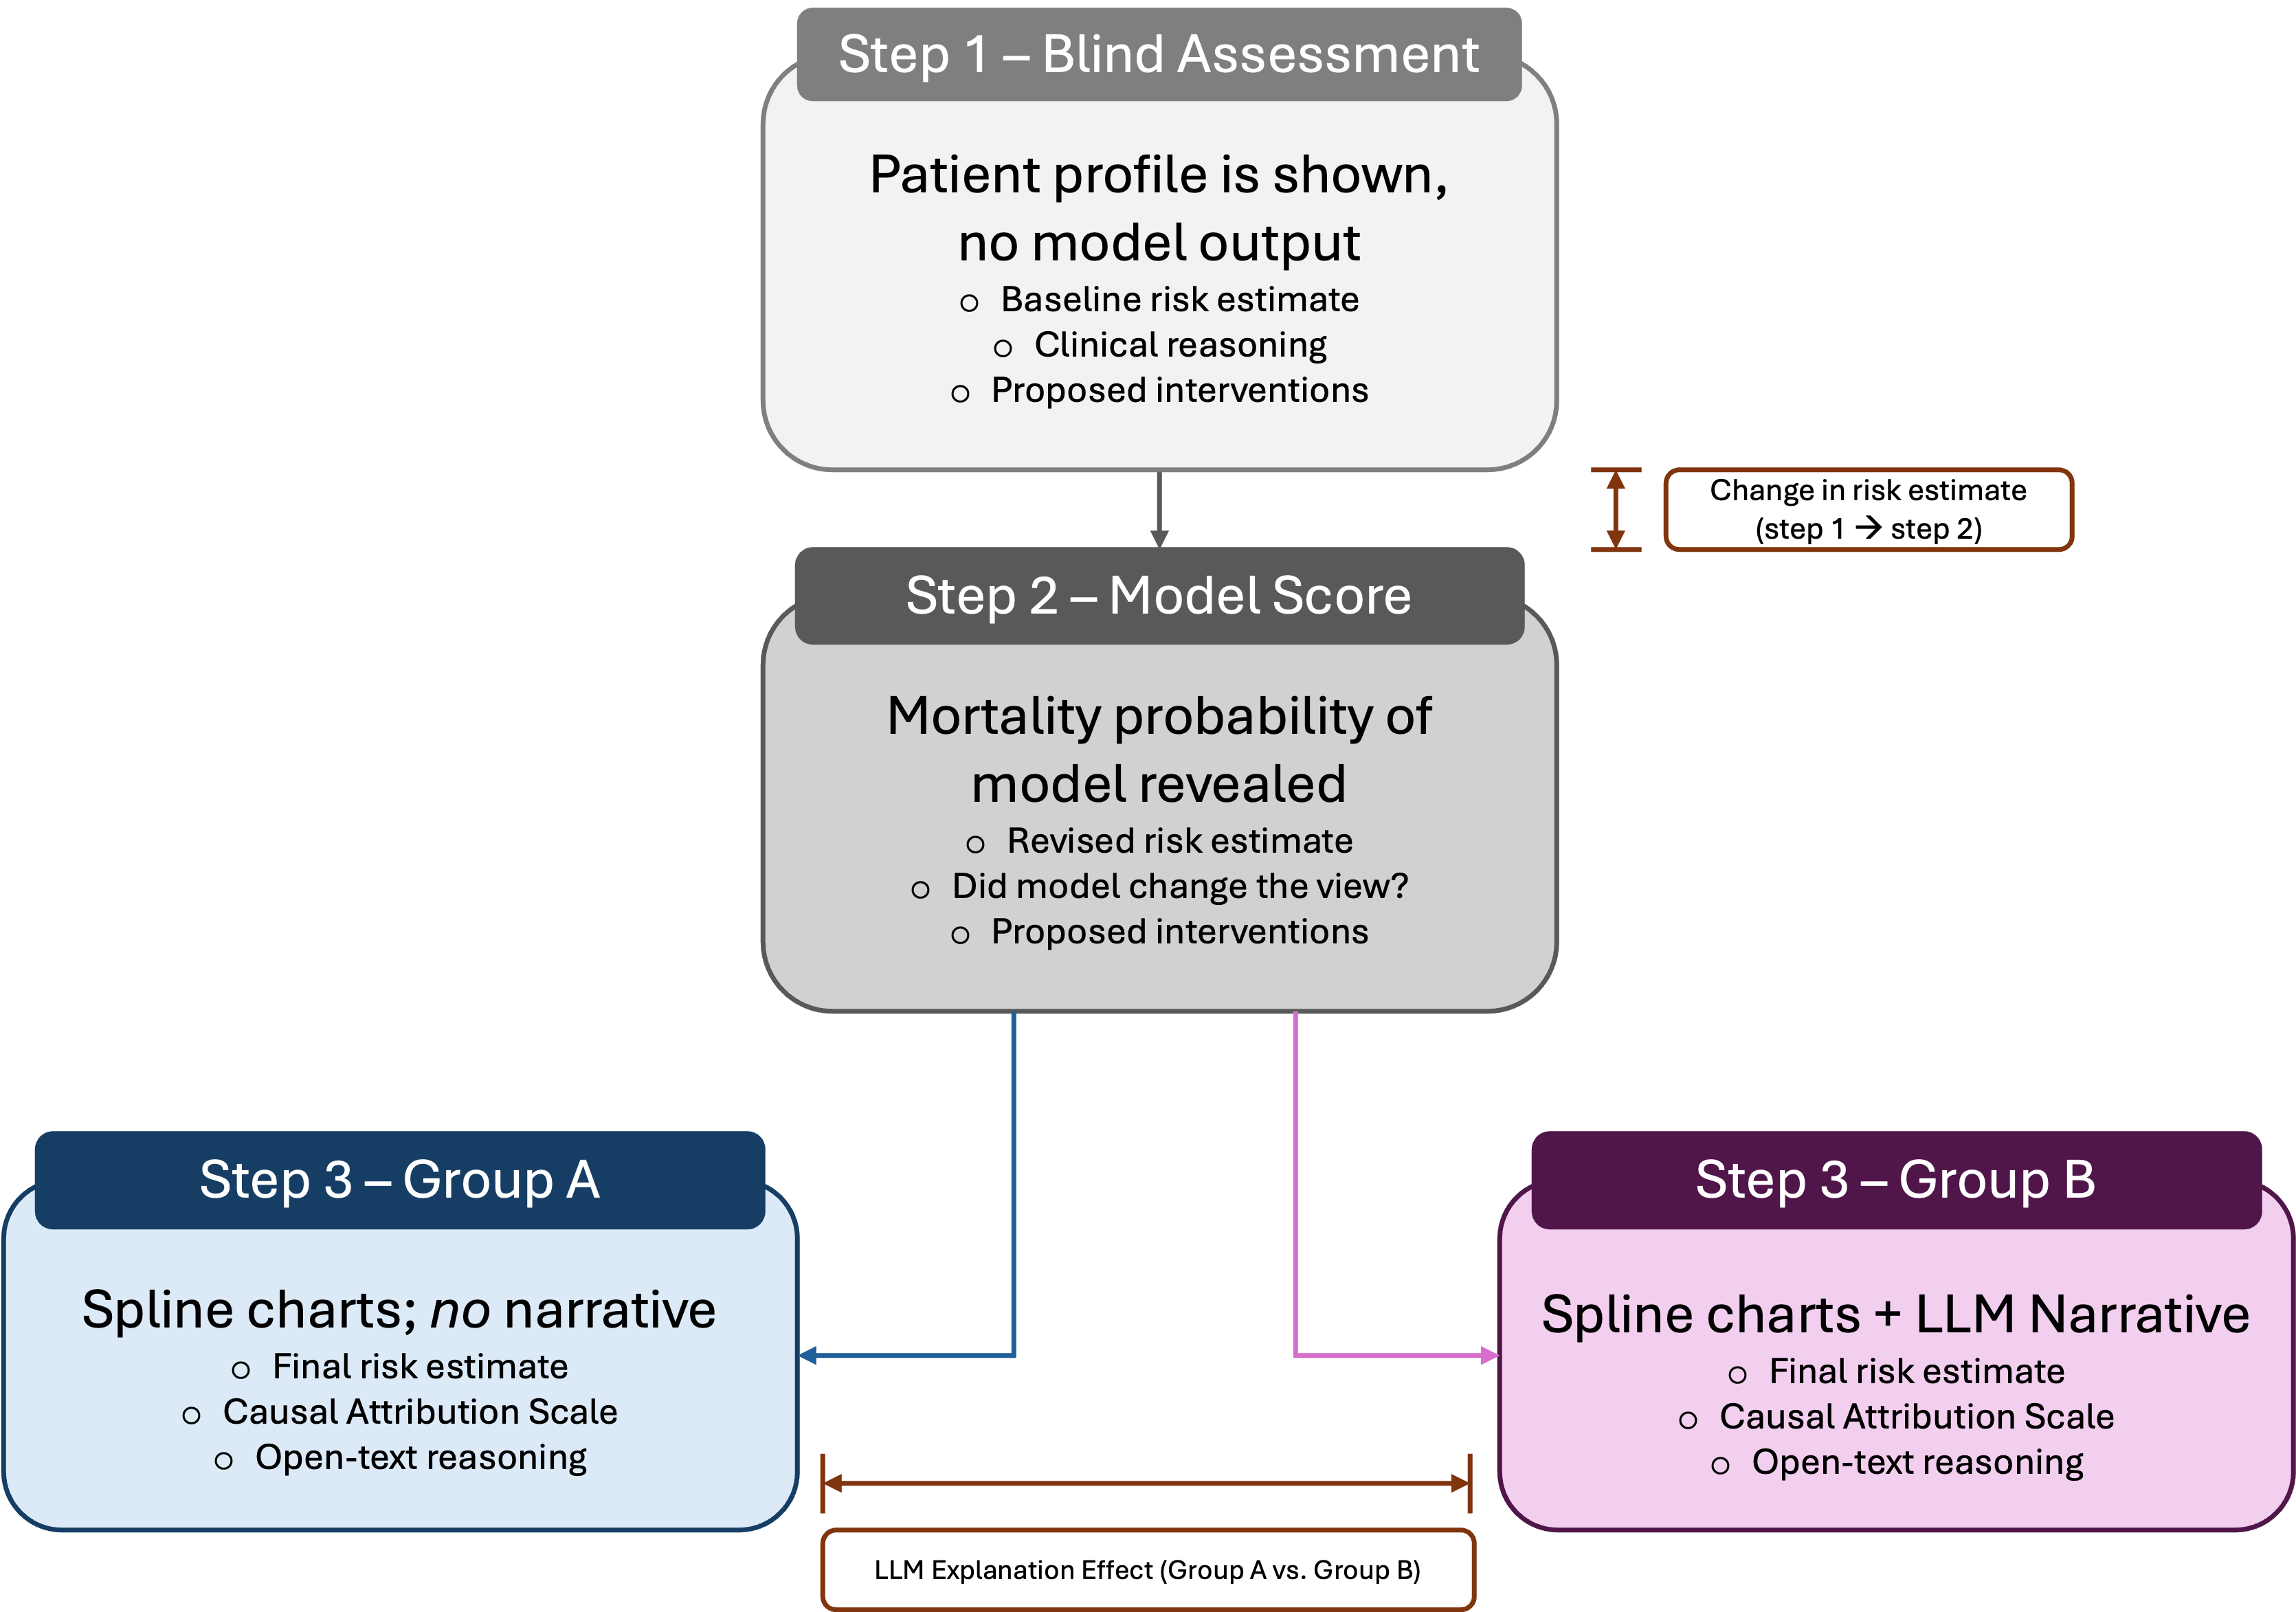 Step 1 – Blind Assessment
Patient profile is shown,
no model output
○ Baseline risk estimate
○ Clinical reasoning
○ Proposed interventions
Change in risk estimate
(step 1 → step 2)
Step 2 – Model Score
Mortality probability of
model revealed
○ Revised risk estimate
○ Did model change the view?
○ Proposed interventions
Step 3 – Group A
Spline charts; no narrative
○ Final risk estimate
○ Causal Attribution Scale
○ Open-text reasoning
Step 3 – Group B
Spline charts + LLM Narrative
○ Final risk estimate
○ Causal Attribution Scale
○ Open-text reasoning
LLM Explanation Effect (Group A vs. Group B)